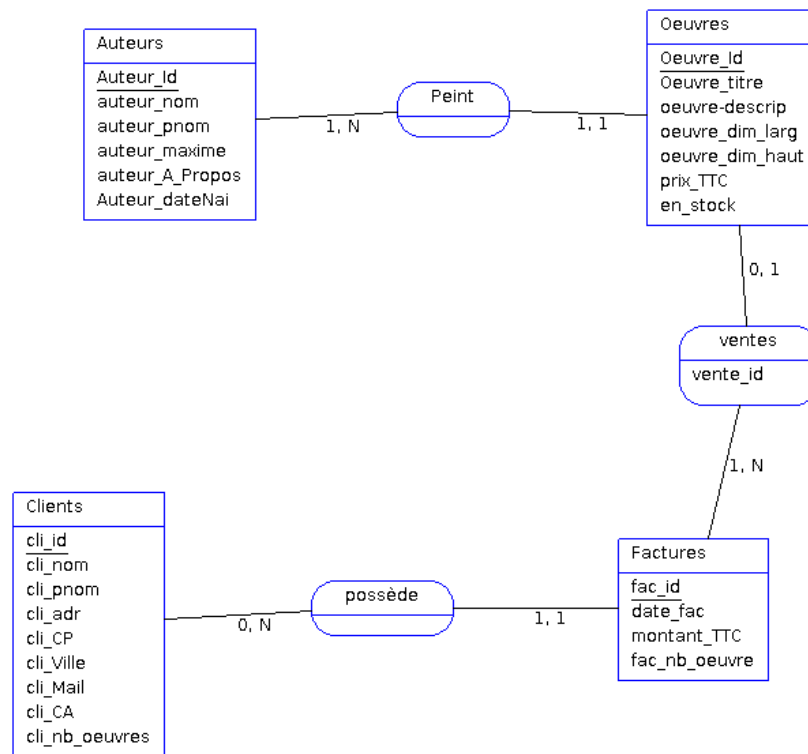 Auteurs
Auteur_Id
auteur_nom
auteur_pnom
auteur_maxime
auteur_A_Propos
Auteur_dateNai
1, N
Peint
1, 1
Oeuvres
Oeuvre_Id
Oeuvre_titre
oeuvre-descrip
oeuvre_dim_larg
oeuvre_dim_haut
prix_TTC
en_stock
0, 1
ventes
vente_id
1, N
Clients
cli_id
cli_nom
cli_pnom
cli_adr
cli_CP
cli_Ville
cli_Mail
cli_CA
cli_nb_oeuvres
0, N
possède
1, 1
Factures
fac_id
date_fac
montant_TTC
fac_nb_oeuvre